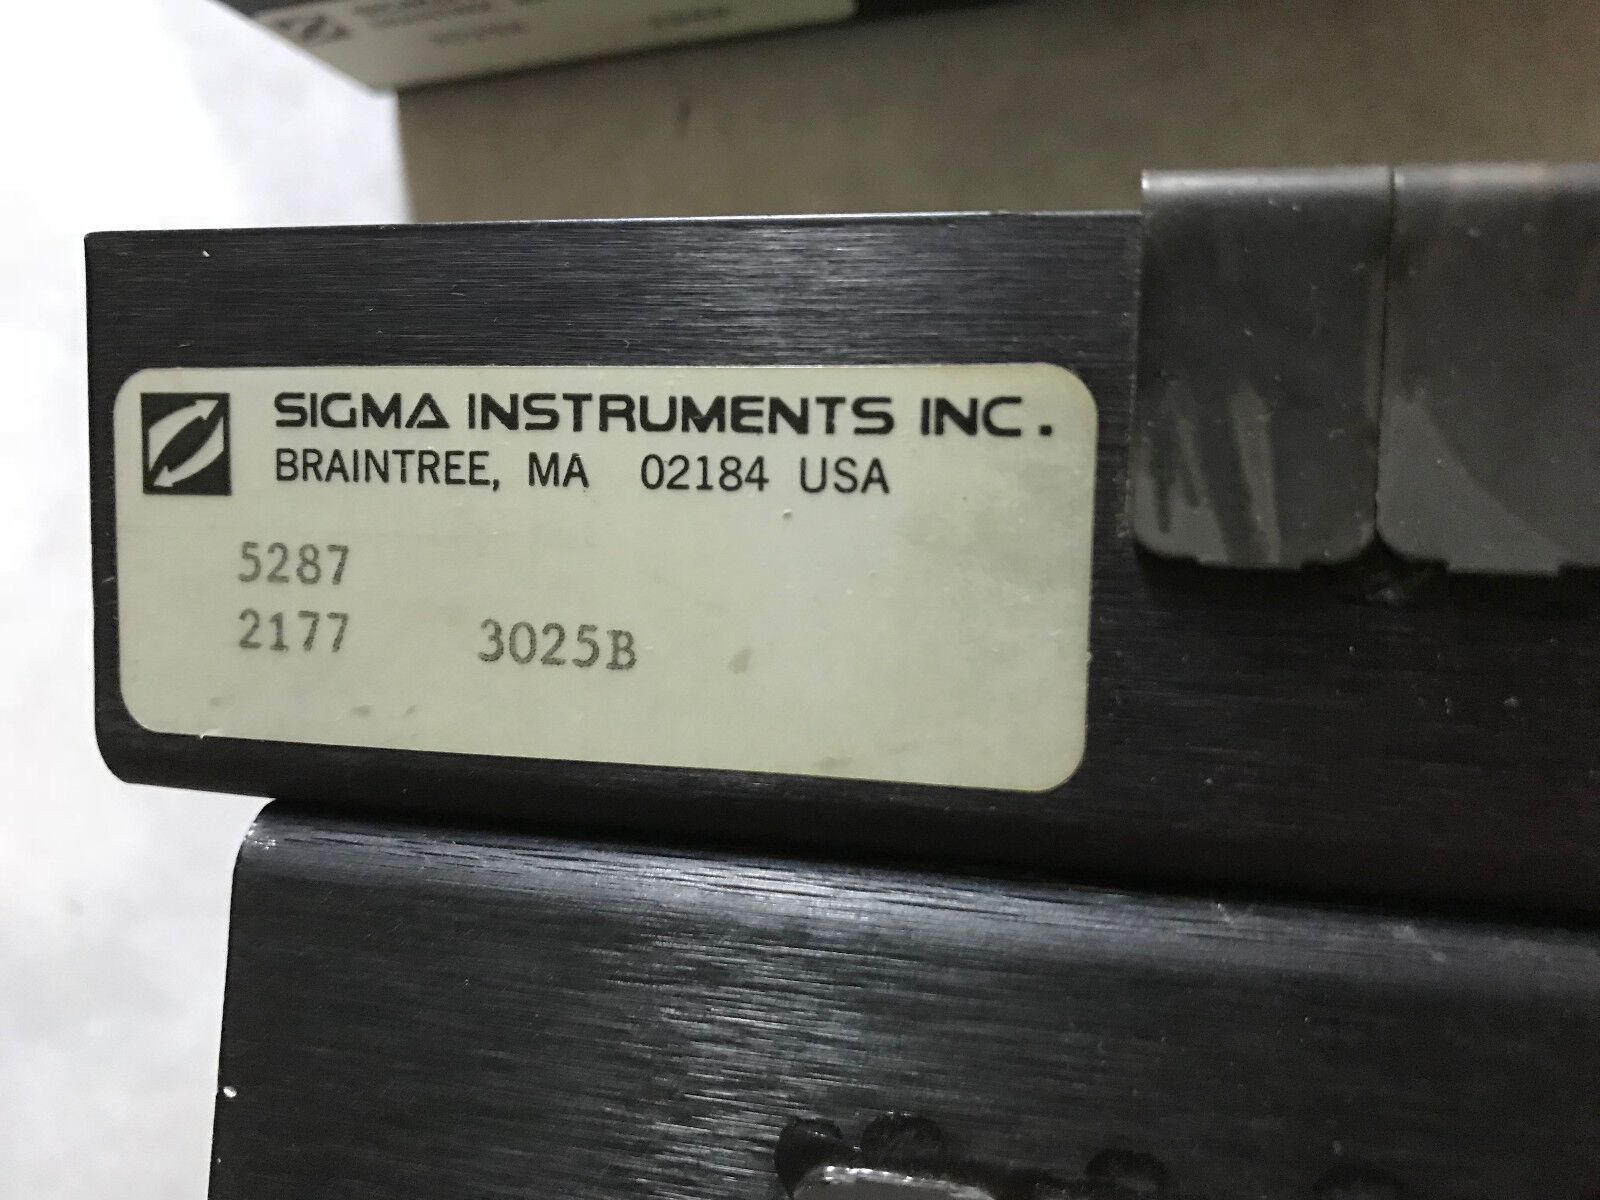 SIGMA INSTRUMENTS INC.
BRAINTREE, MA 02184 USA
5287
2177 3025B